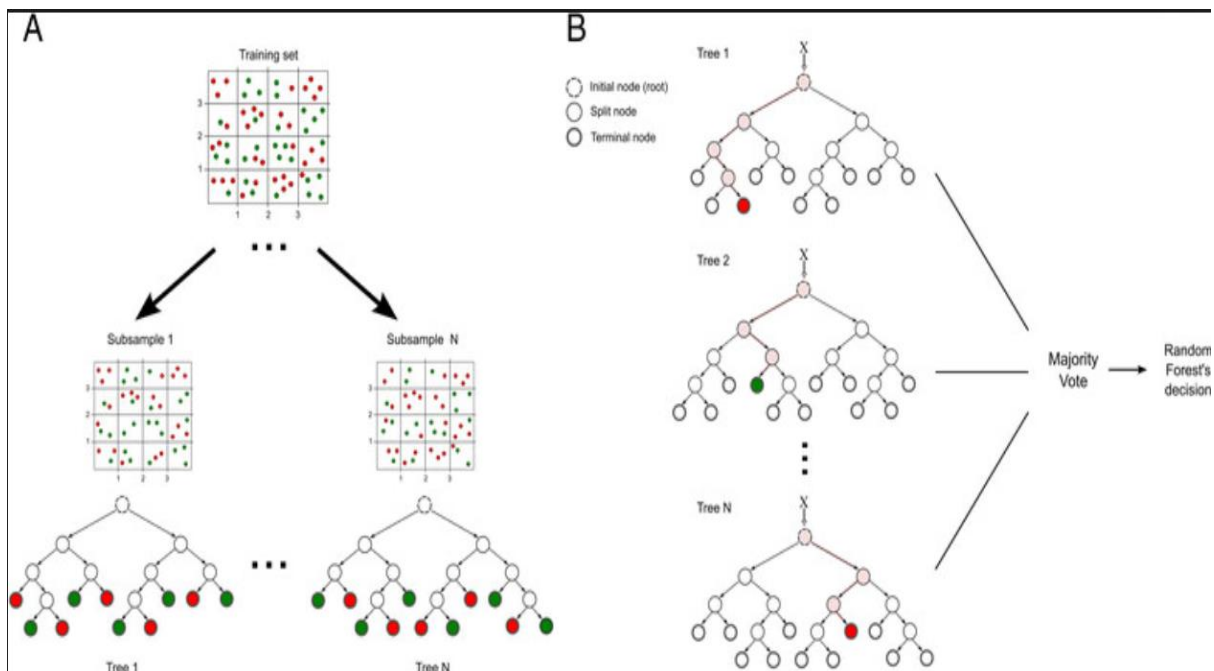 A
Training set
3
2
1
1 2 3
...
Subsample 1
Subsample N
3
2
1
1 2 3
3
2
1
1 2 3
...
Tree 1
Tree N
B
Tree 1
X
Initial node (root)
Split node
Terminal node
Tree 2
X
Majority
Vote
Random
Forest's
decision
Tree N
X